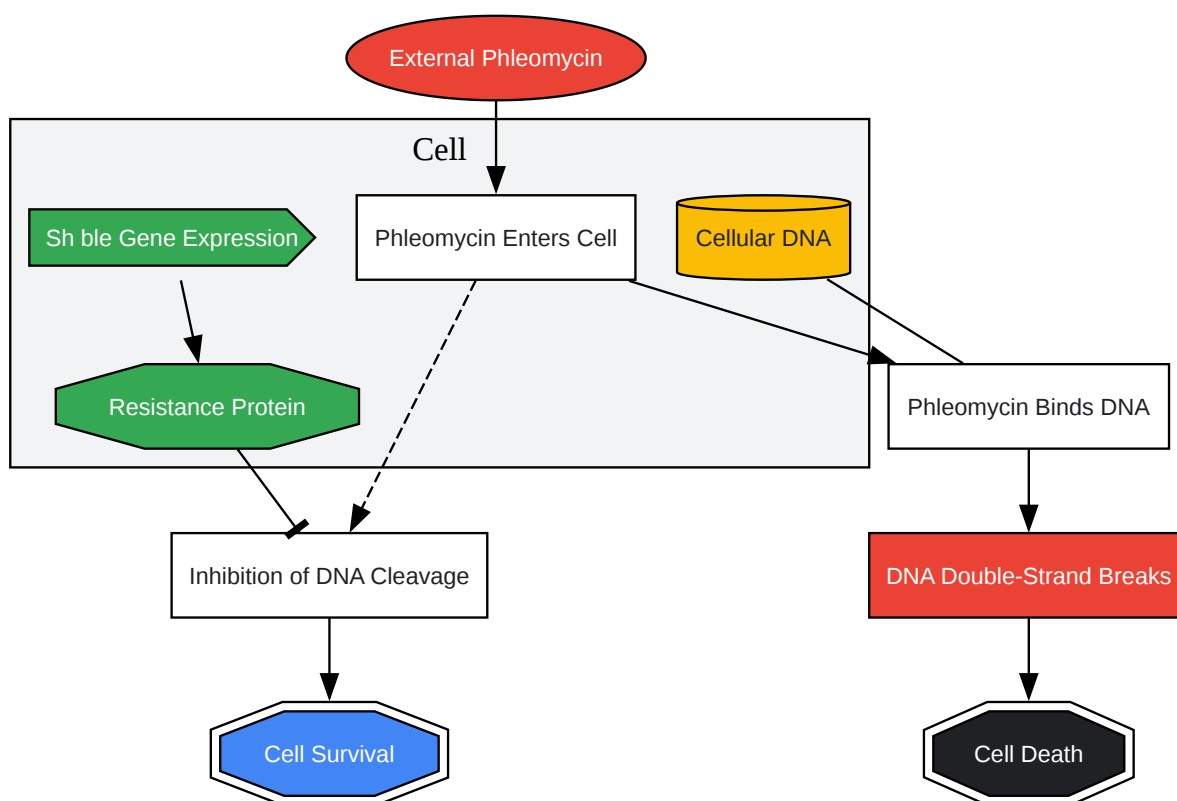 External Phleomycin
Cell
Sh ble Gene Expression
Phleomycin Enters Cell
Cellular DNA
Resistance Protein
Phleomycin Binds DNA
Inhibition of DNA Cleavage
DNA Double-Strand Breaks
Cell Survival
Cell Death